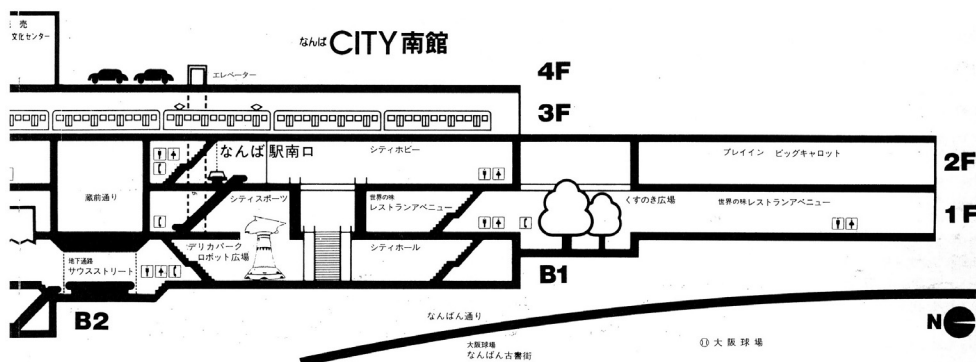 売
文化センター
なんばCITY南館
エレベーター
4F
3F
なんば駅南口
シティホビー
プレイイン ビッグキャロット
2F
蔵前通り
シティスポーツ
世界の味
レストランアベニュー
くすのき広場
世界の味レストランアベニュー
1F
デリカパーク
ロボット広場
シティホール
地下通路
サウスストリート
B1
B2
なんばん通り
大阪球場
なんばん古書街
大阪球場
N